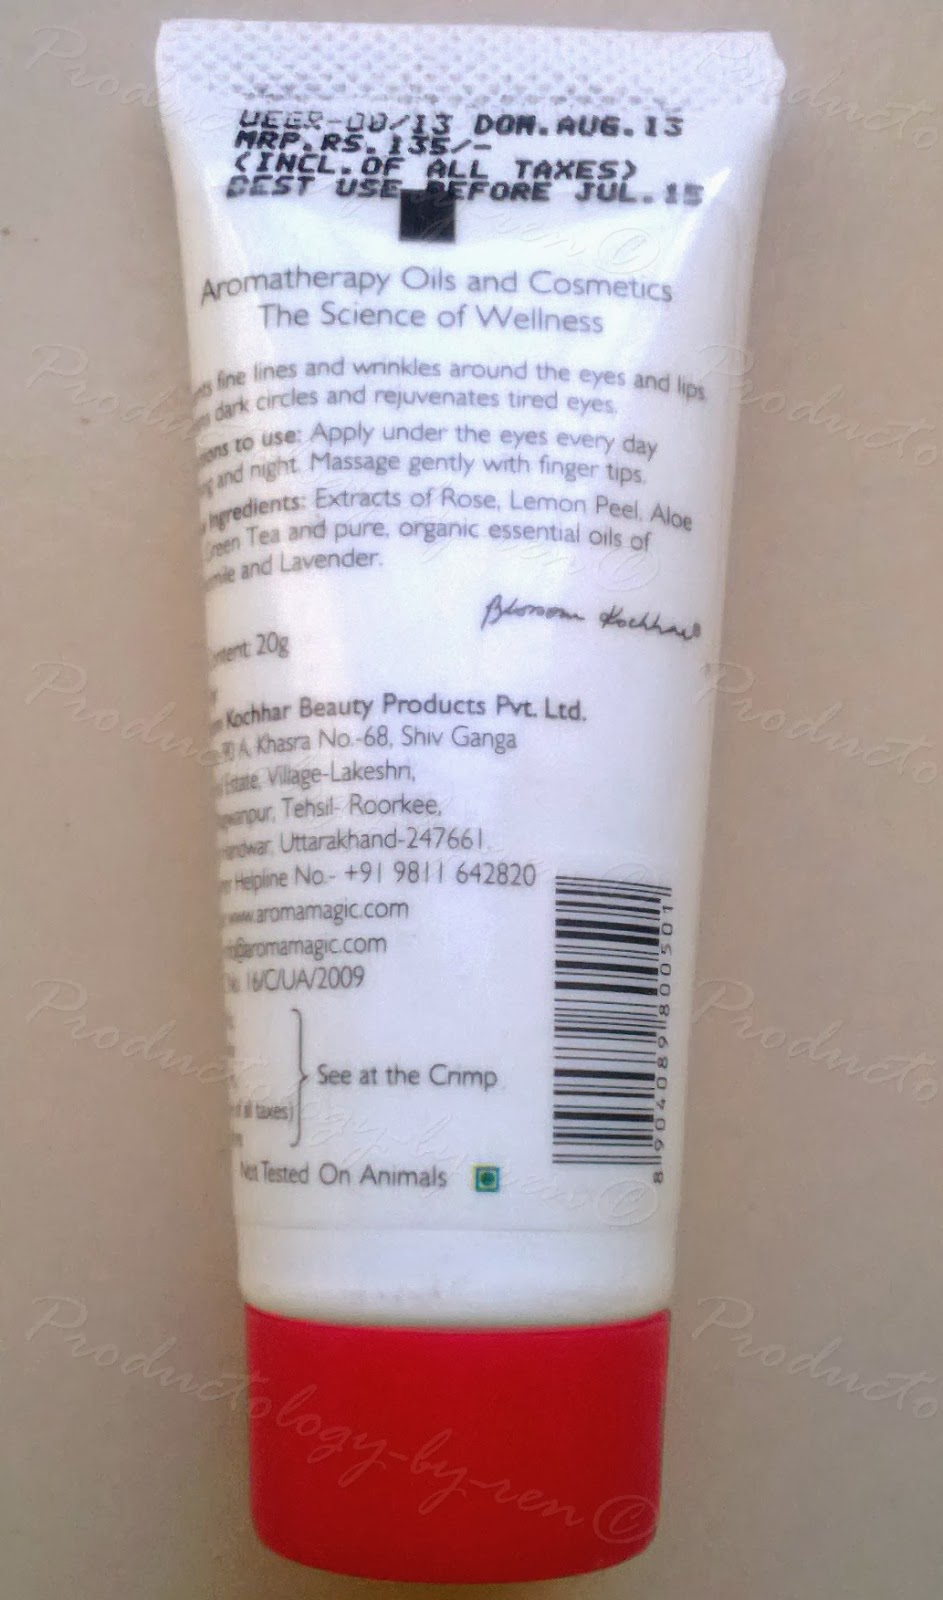 UEER-08/13 DOM.AUG.13
MRP.RS.135/-
(INCL.OF ALL TAXES)
BEST USE BEFORE JUL.15
Aromatherapy Oils and Cosmetics
The Science of Wellness
fine lines and wrinkles around the eyes and lips
dark circles and rejuvenates tired eyes.
to use: Apply under the eyes every day
and night. Massage gently with finger tips.
Ingredients: Extracts of Rose, Lemon Peel, Aloe
Green Tea and pure, organic essential oils of
and Lavender.
Blossom Kochhar®
20g
Kochhar Beauty Products Pvt. Ltd.
A, Khasra No.-68, Shiv Ganga
Estate, Village-Lakeshri,
Tehsil- Roorkee,
Uttarakhand-247661.
Helpline No.- +91 9811 642820
www.aromamagic.com
@aromamagic.com
16/C/UA/2009
See at the Crimp
of all taxes)
Not Tested On Animals
8904089800501
Productology-by-ren ©